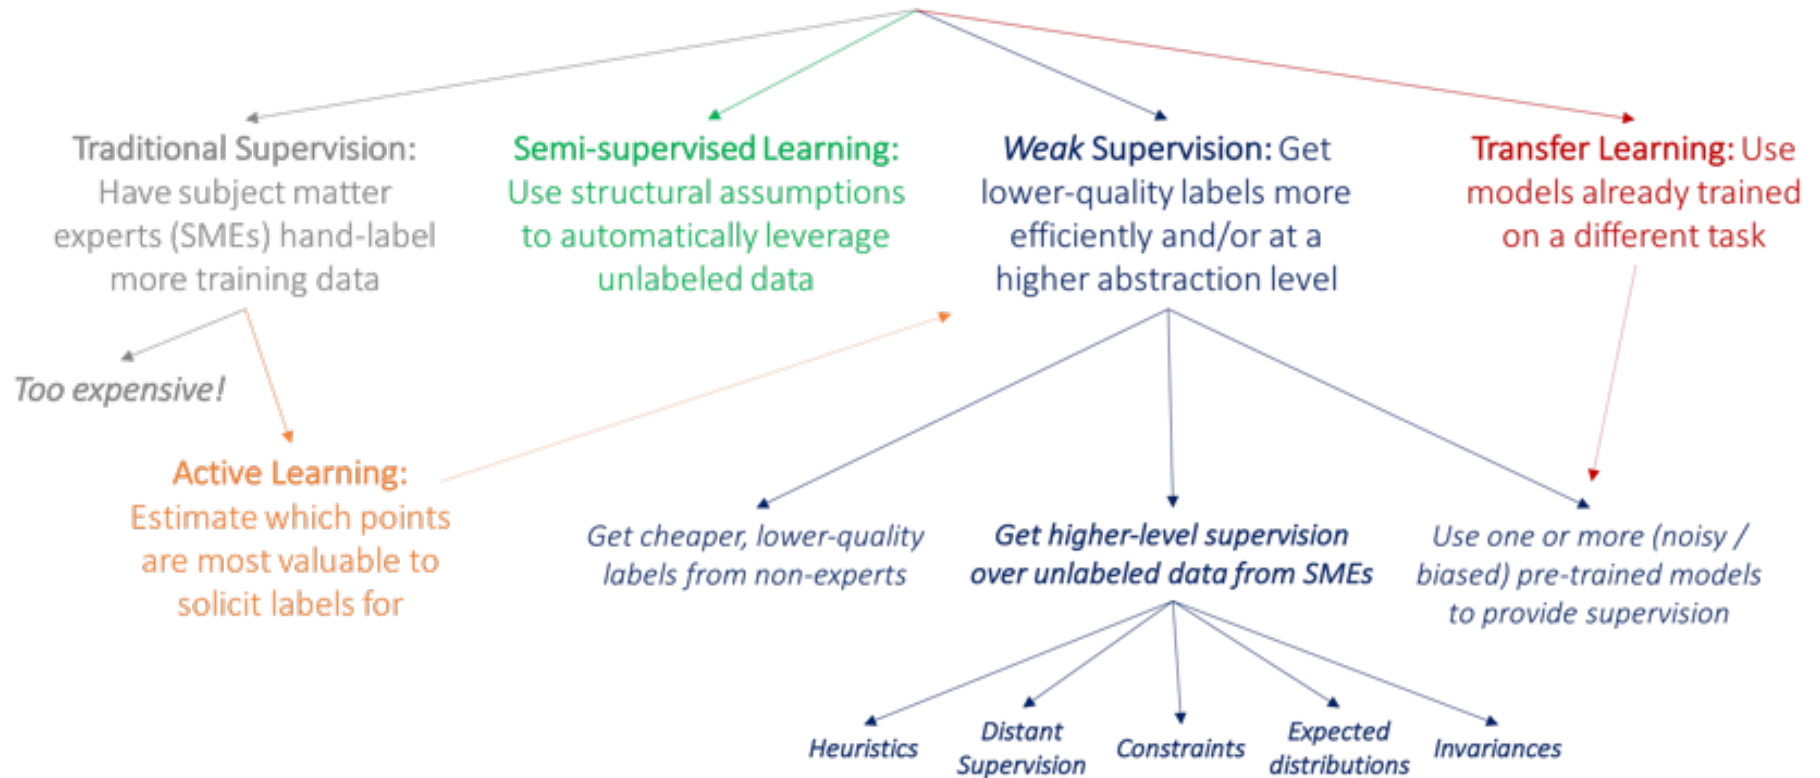 Traditional Supervision:
Have subject matter
experts (SMEs) hand-label
more training data
Semi-supervised Learning:
Use structural assumptions
to automatically leverage
unlabeled data
Weak Supervision: Get
lower-quality labels more
efficiently and/or at a
higher abstraction level
Transfer Learning: Use
models already trained
on a different task
Too expensive!
Active Learning:
Estimate which points
are most valuable to
solicit labels for
Get cheaper, lower-quality
labels from non-experts
Get higher-level supervision
over unlabeled data from SMEs
Use one or more (noisy /
biased) pre-trained models
to provide supervision
Heuristics
Distant
Supervision
Constraints
Expected
distributions
Invariances